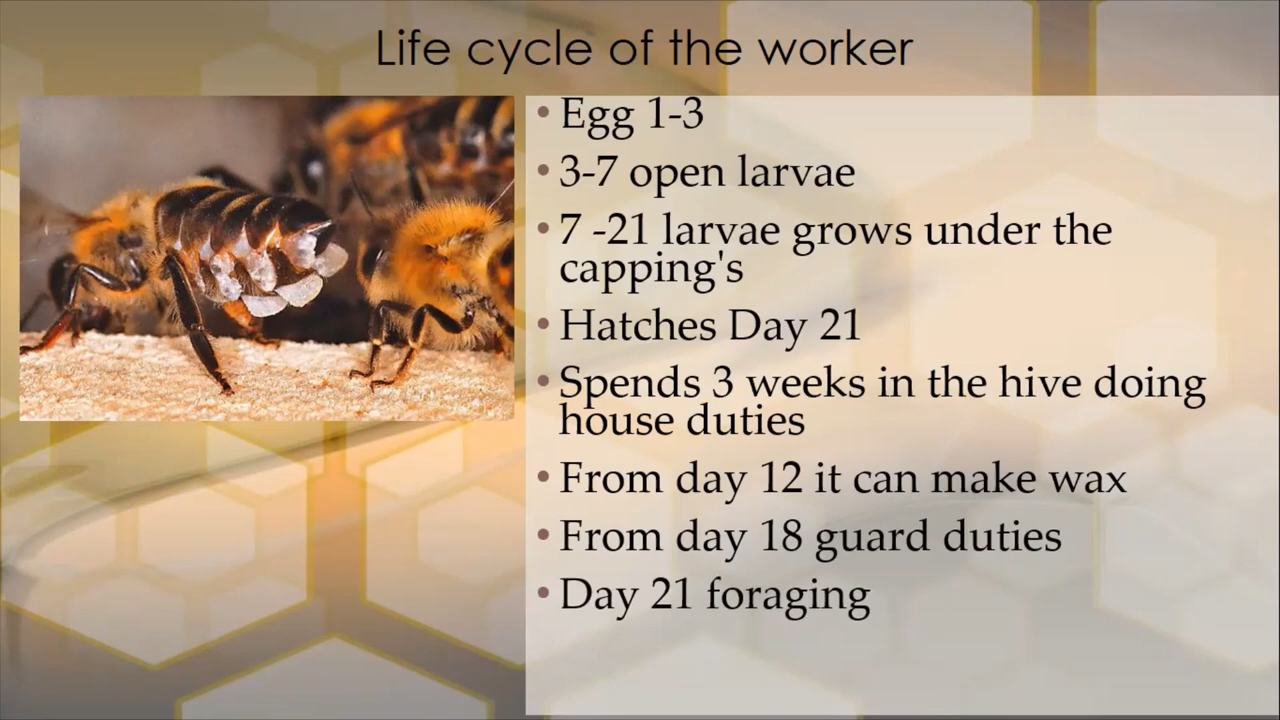 Life cycle of the worker
• Egg 1-3
• 3-7 open larvae
• 7 -21 larvae grows under the
capping's
• Hatches Day 21
• Spends 3 weeks in the hive doing
house duties
• From day 12 it can make wax
• From day 18 guard duties
• Day 21 foraging